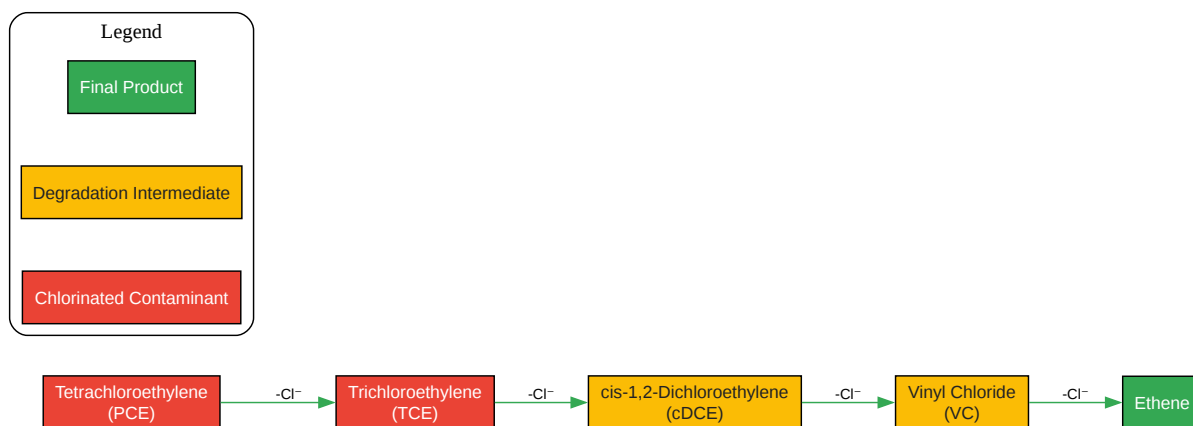 Legend
Final Product
Degradation Intermediate
Chlorinated Contaminant
Tetrachloroethylene
(PCE)
-Cl⁻
Trichloroethylene
(TCE)
-Cl⁻
cis-1,2-Dichloroethylene
(cDCE)
-Cl⁻
Vinyl Chloride
(VC)
-Cl⁻
Ethene